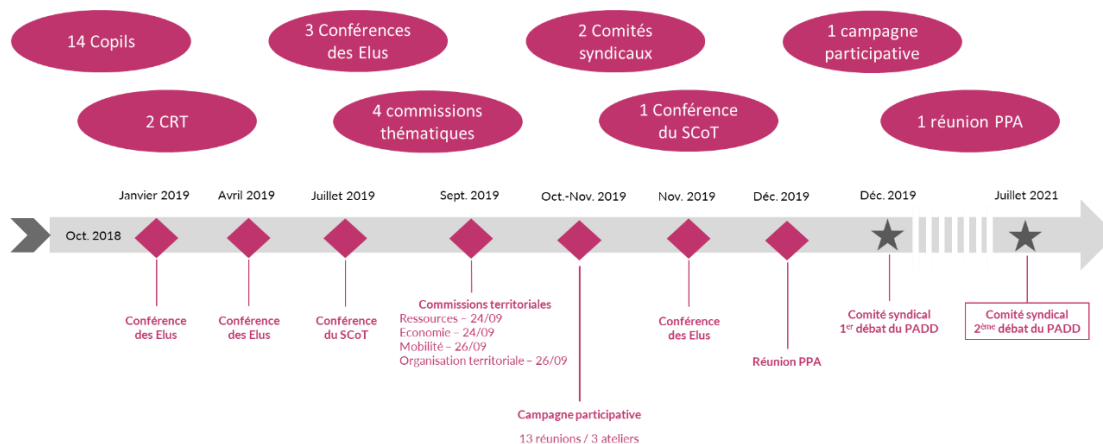 14 Copils
3 Conférences
des Elus
2 Comités
syndicaux
1 campagne
participative
2 CRT
4 commissions
thématiques
1 Conférence
du SCoT
1 réunion PPA
Janvier 2019
Avril 2019
Juillet 2019
Sept. 2019
Oct.-Nov. 2019
Nov. 2019
Déc. 2019
Déc. 2019
Juillet 2021
Oct. 2018
Conférence
des Elus
Conférence
des Elus
Conférence
du SCoT
Commissions territoriales
Ressources – 24/09
Economie – 24/09
Mobilité – 26/09
Organisation territoriale – 26/09
Campagne participative
13 réunions / 3 ateliers
Conférence
des Elus
Réunion PPA
Comité syndical
1er débat du PADD
Comité syndical
2ème débat du PADD